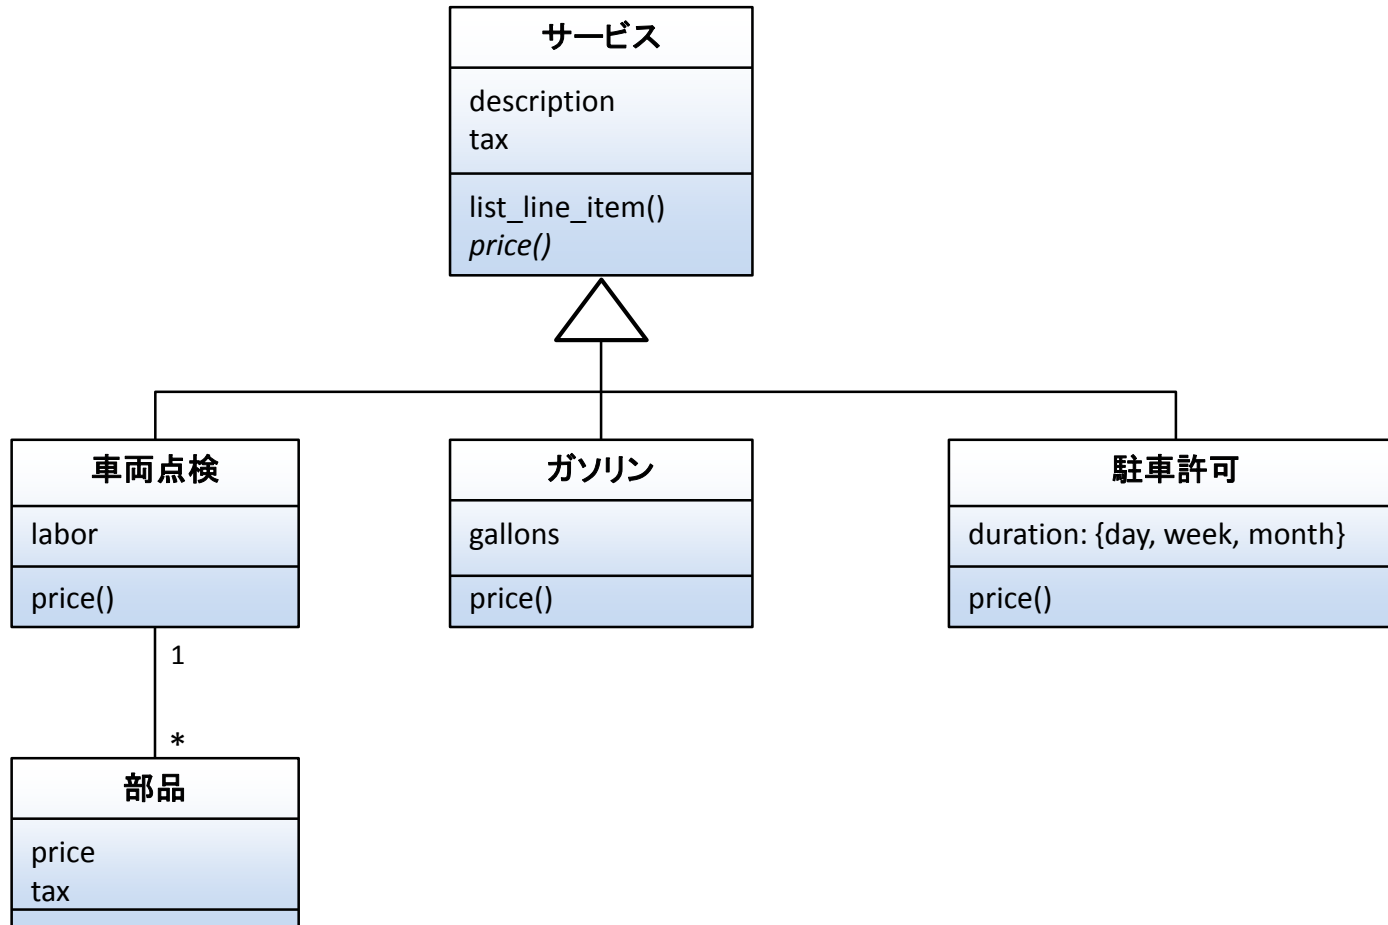 サービス
description
tax
list_line_item()
price()
車両点検
labor
price()
ガソリン
gallons
price()
駐車許可
duration: {day, week, month}
price()
1
*
部品
price
tax